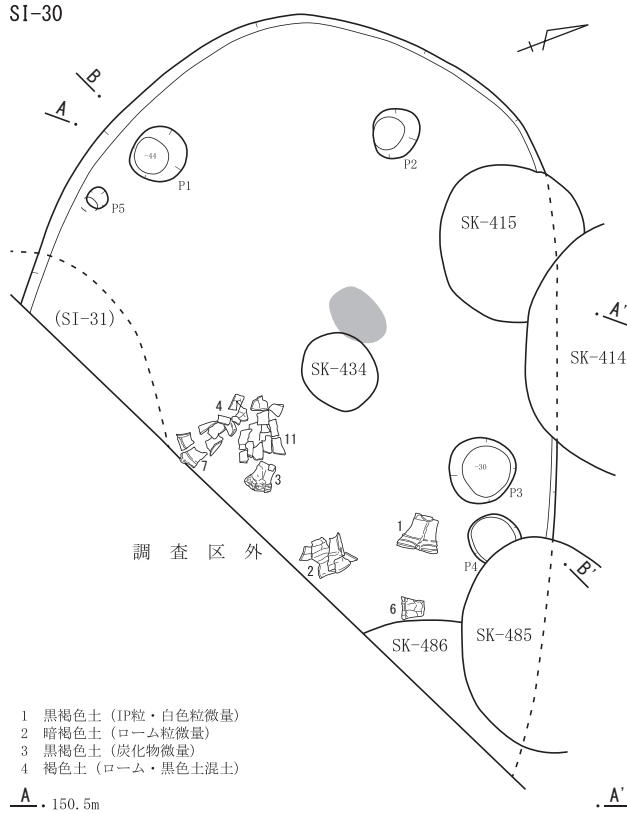 SI-30
B
A
-44
P1
P2
P5
SK-415
(SI-31)
A'
SK-434
SK-414
4
11
7
3
-30
P3
1
調査区外
2
P4
B'
6
SK-486
SK-485
1 黒褐色土（IP粒・白色粒微量）
2 暗褐色土（ローム粒微量）
3 黒褐色土（炭化物微量）
4 褐色土（ローム・黒色土混土）
A 150.5m
A'